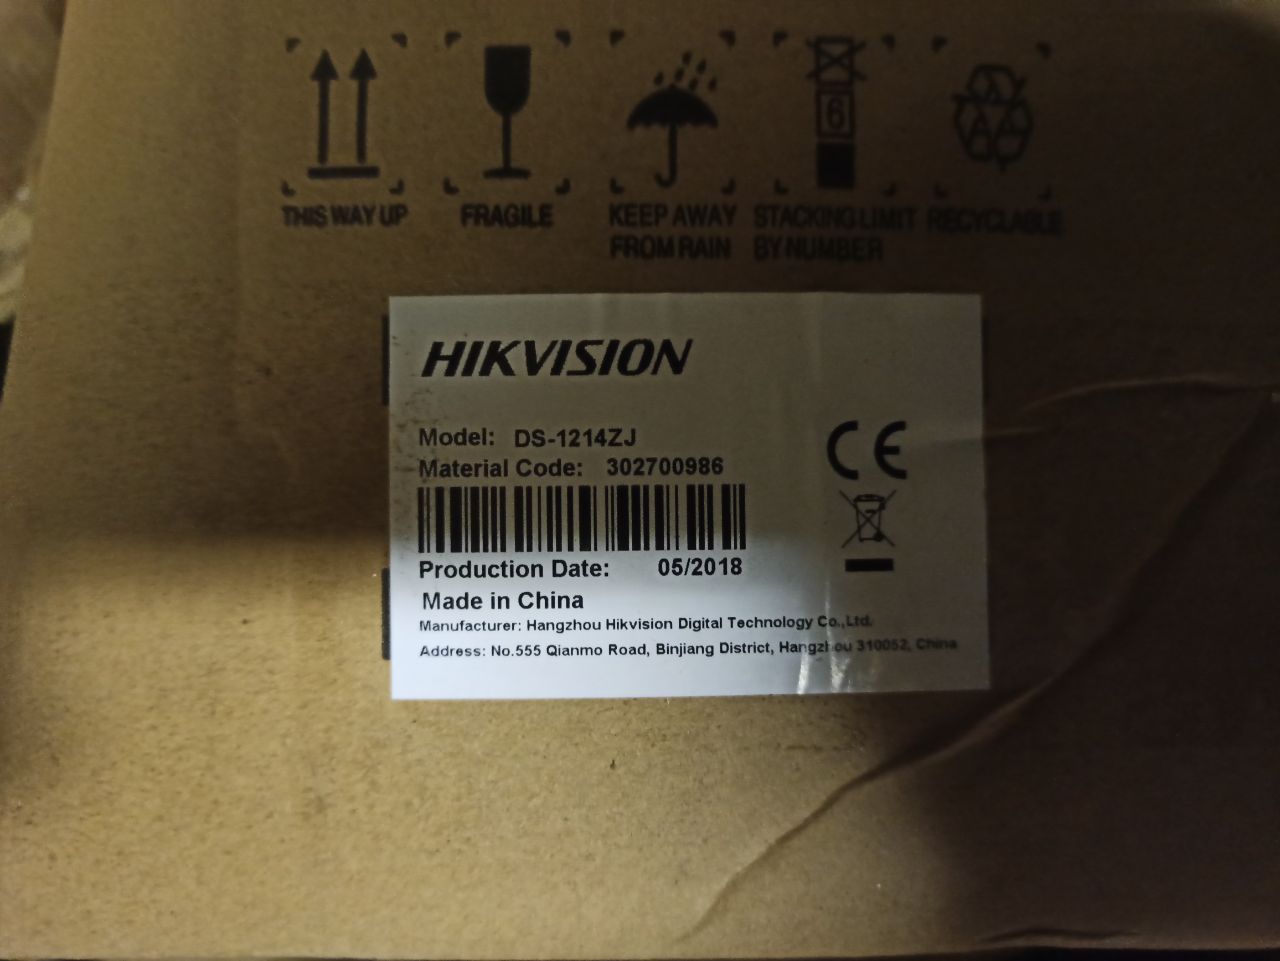 THIS WAY UP
FRAGILE
KEEP AWAY
FROM RAIN
6
STACKING LIMIT
BY NUMBER
RECYCLABLE
HIKVISION
Model: DS-1214ZJ
Material Code: 302700986
CE
Production Date: 05/2018
Made in China
Manufacturer: Hangzhou Hikvision Digital Technology Co.,Ltd.
Address: No.555 Qianmo Road, Binjiang District, Hangzhou 310052, China